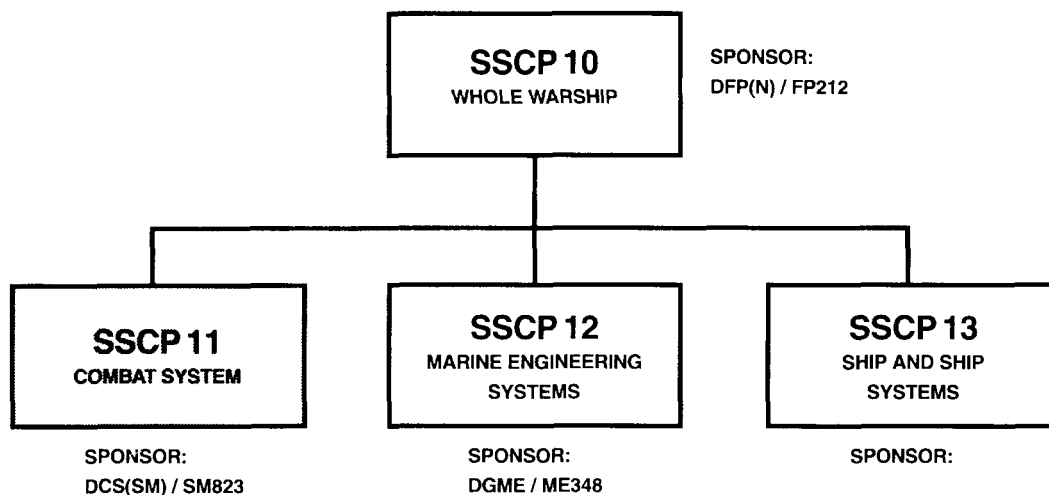 SSCP 10
WHOLE WARSHIP
SPONSOR:
DFP(N) / FP212
SSCP 11
COMBAT SYSTEM
SPONSOR:
DCS(SM) / SM823
SSCP 12
MARINE ENGINEERING
SYSTEMS
SPONSOR:
DGME / ME348
SSCP 13
SHIP AND SHIP
SYSTEMS
SPONSOR: